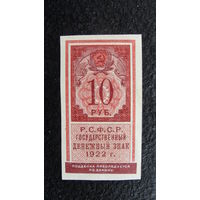 10
РУБ.
Р.С.Ф.С.Р.
ГОСУДАРСТВЕННЫЙ
ДЕНЕЖНЫЙ ЗНАК
1922 г.
ПОДДЕЛКА ПРЕСЛЕДУЕТСЯ
ПО ЗАКОНУ.